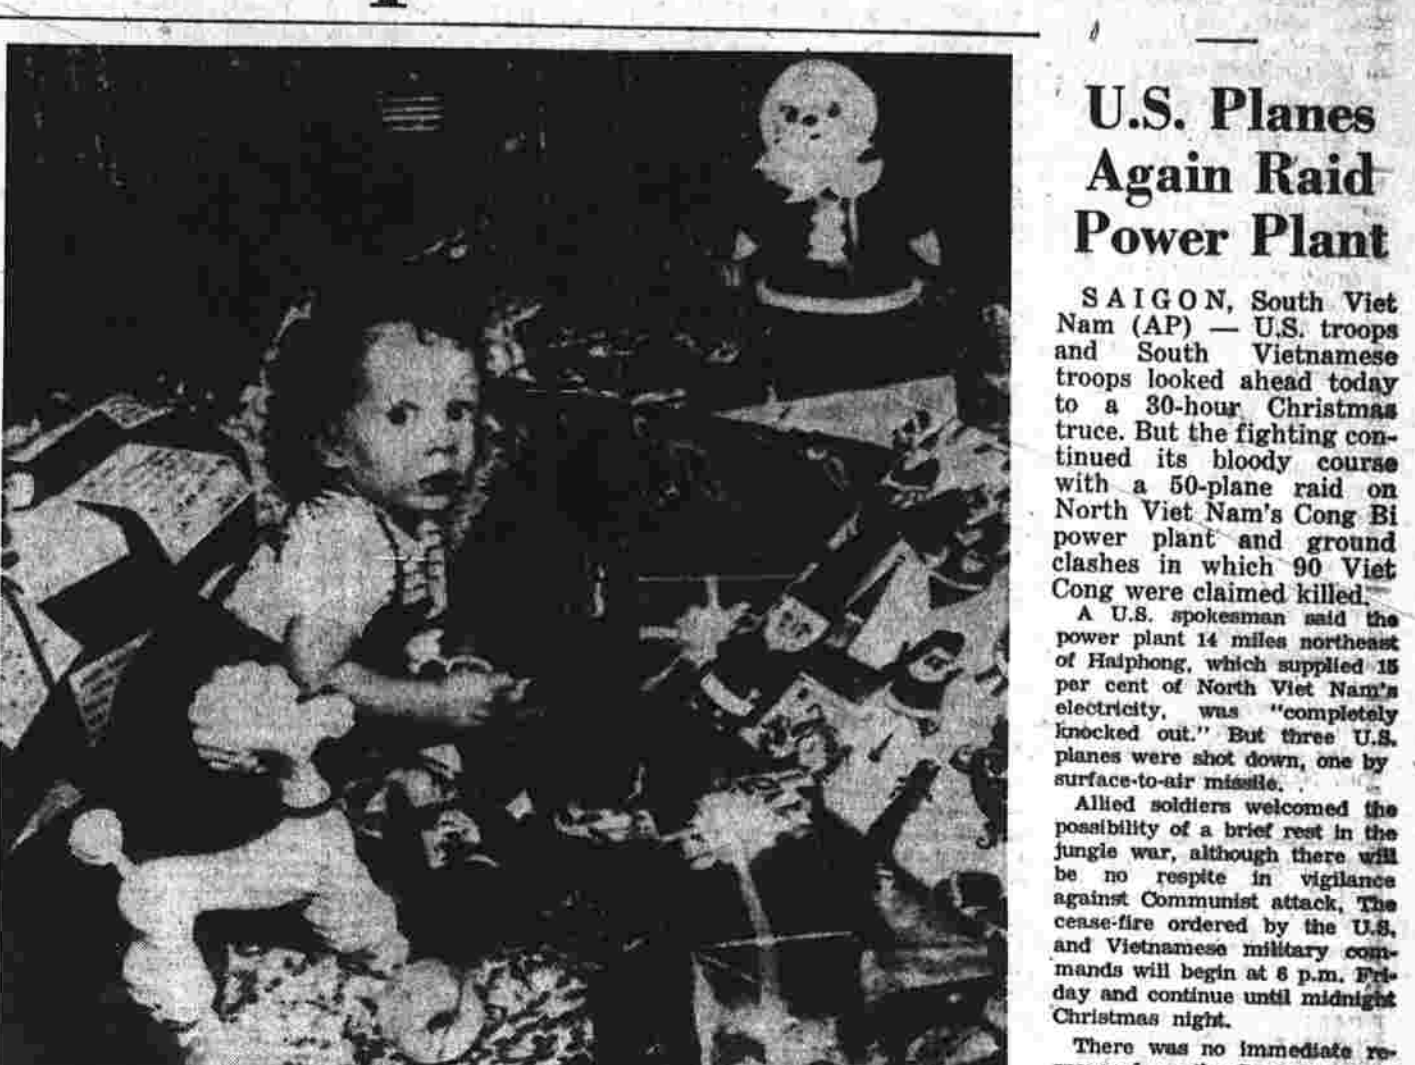 U.S. Planes
Again Raid
Power Plant
SAIGON, South Viet
Nam (AP) — U.S. troops
and South Vietnamese
troops looked ahead today
to a 30-hour Christmas
truce. But the fighting con-
tinued its bloody course
with a 50-plane raid on
North Viet Nam's Cong Bi
power plant and ground
clashes in which 90 Viet
Cong were claimed killed.
A U.S. spokesman said the
power plant 14 miles northeast
of Haiphong, which supplied 15
per cent of North Viet Nam's
electricity, was "completely
knocked out." But three U.S.
planes were shot down, one by
surface-to-air missile.
Allied soldiers welcomed the
possibility of a brief rest in the
jungle war, although there will
be no respite in vigilance
against Communist attack. The
cease-fire ordered by the U.S.
and Vietnamese military com-
mands will begin at 6 p.m. Fri-
day and continue until midnight
Christmas night.
There was no immediate re-